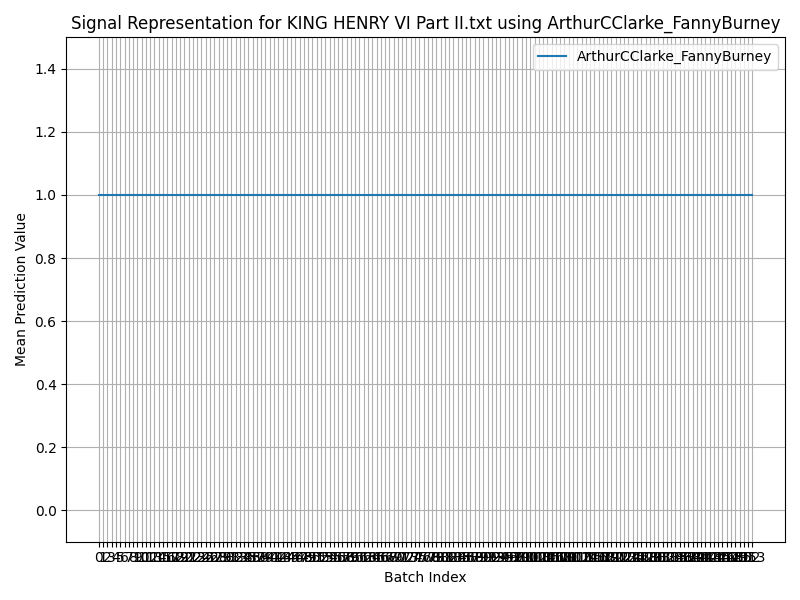 Signal Representation for KING HENRY VI Part II.txt using ArthurCClarke_FannyBurney
ArthurCClarke_FannyBurney
1.4
1.2
1.0
0.8
0.6
0.4
0.2
0.0
Mean Prediction Value
Batch Index